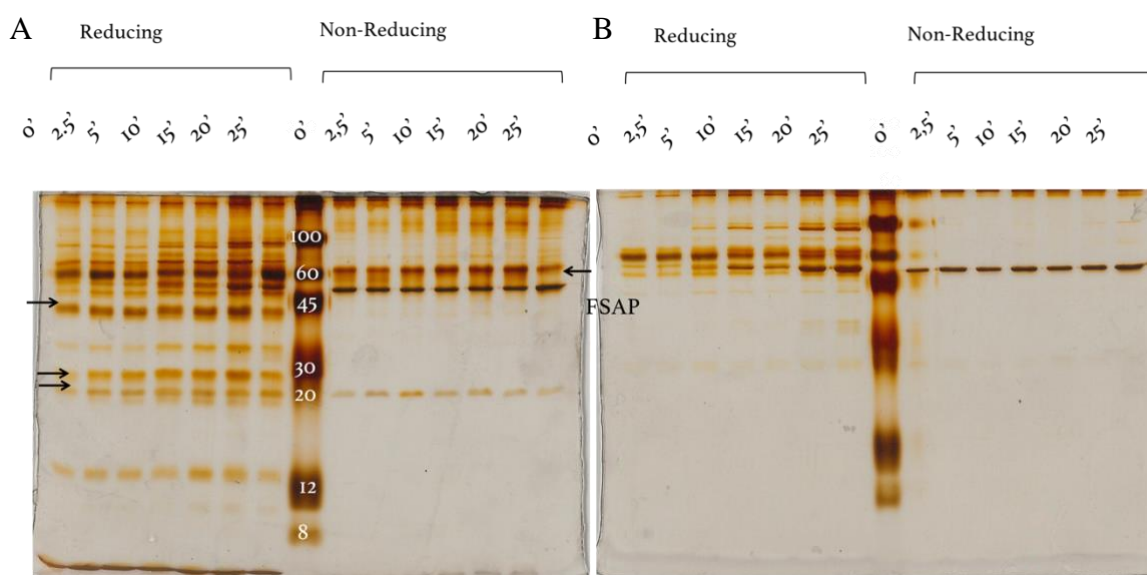 A
Reducing
Non-Reducing
B
Reducing
Non-Reducing
0' 2,5' 5' 10' 15' 20' 25' 0' 2,5' 5' 10' 15' 20' 25'
0' 2,5' 5' 10' 15' 20' 25' 0' 2,5' 5' 10' 15' 20' 25'
100
60
45
FSAP
30
20
12
8